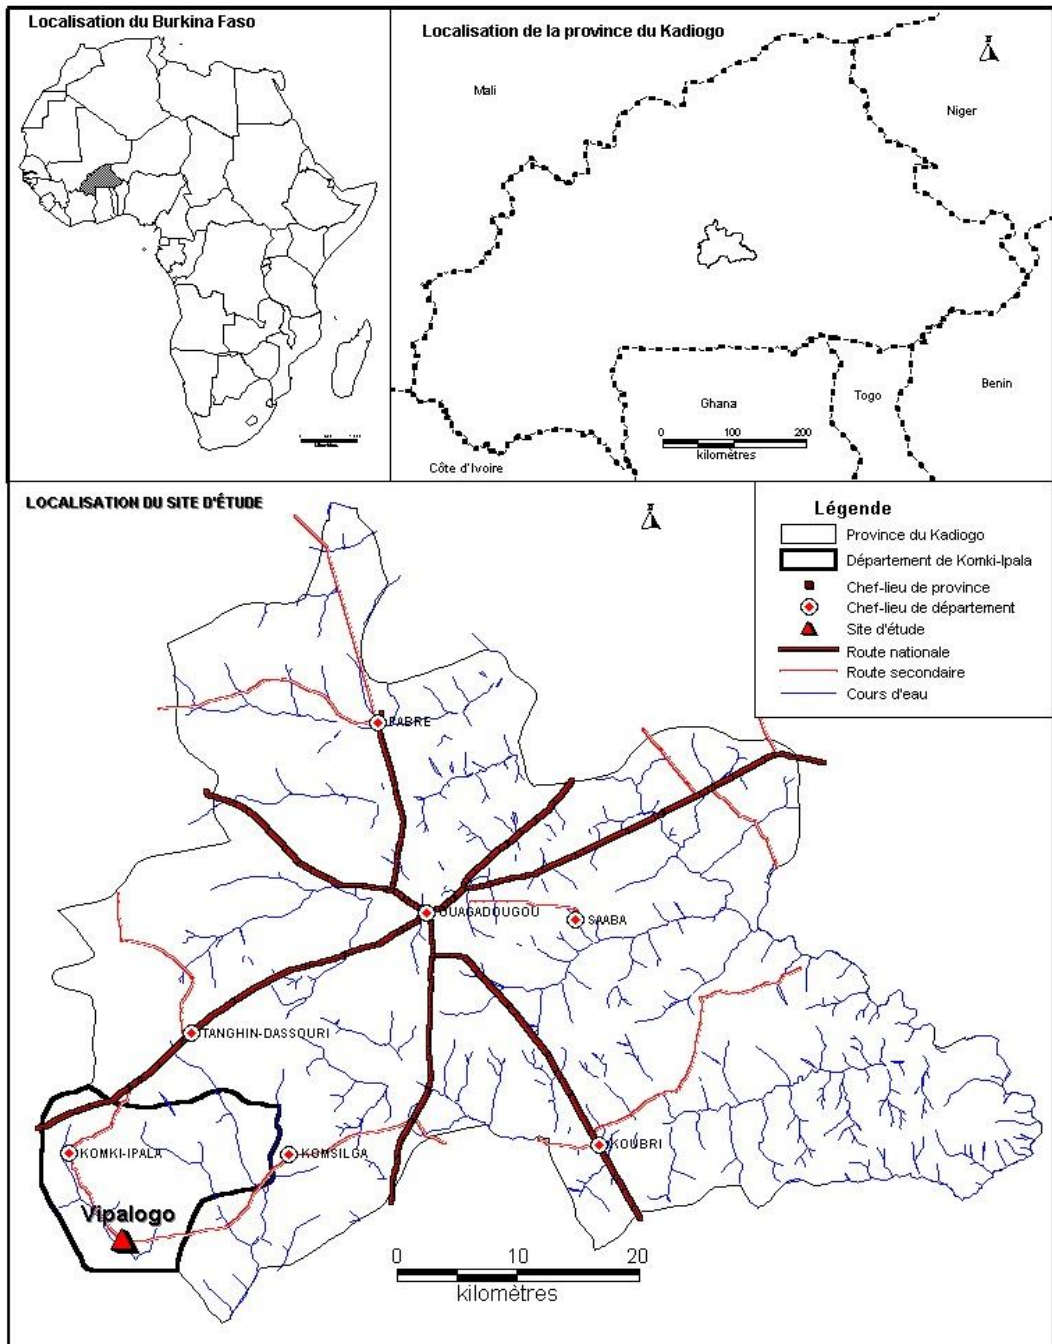 Localisation du Burkina Faso
Localisation de la province du Kadiogo
N
Mali
Niger
Ghana
Togo
Benin
Côte d'Ivoire
0 100 200
kilomètres
LOCALISATION DU SITE D'ÉTUDE
N
Légende
Province du Kadiogo
Département de Komki-Ipala
Chef-lieu de province
Chef-lieu de département
Site d'étude
Route nationale
Route secondaire
Cours d'eau
PABRE
OUAGADOUGOU
SAABA
TANGHIN-DASSOURI
KOMKI-IPALA
KOMSILGA
KOUBRI
Vipalogo
0 10 20
kilomètres